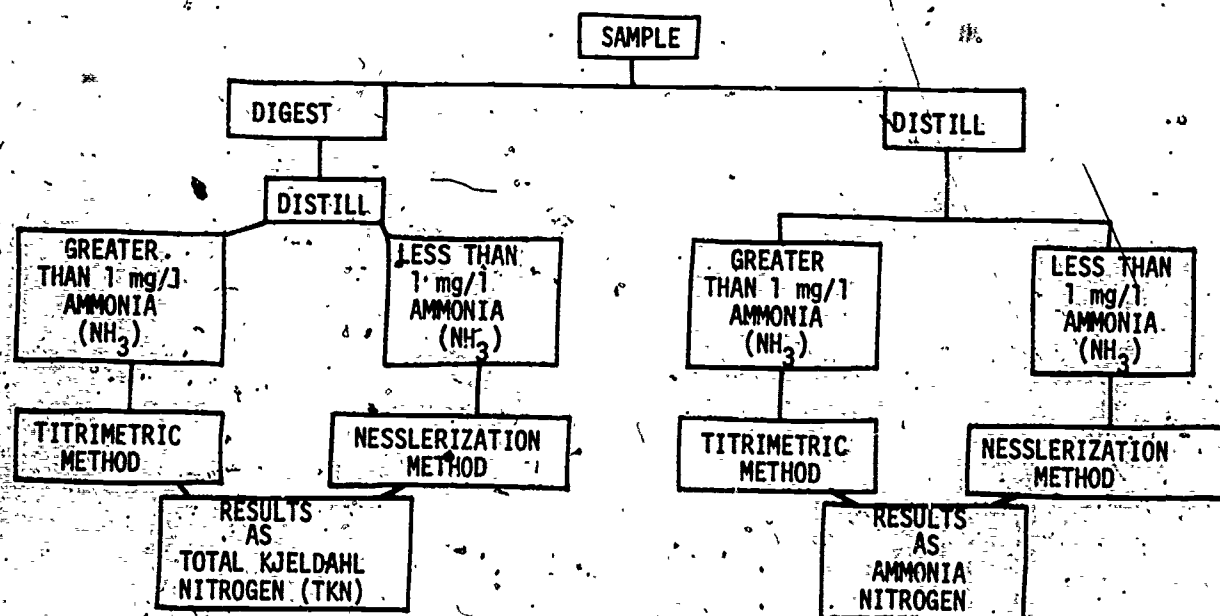 SAMPLE
DIGEST
DISTILL
DISTILL
GREATER
THAN 1 mg/l
AMMONIA
(NH3)
LESS THAN
1 mg/l
AMMONIA
(NH3)
GREATER
THAN 1 mg/l
AMMONIA
(NH3)
LESS THAN
1 mg/l
AMMONIA
(NH3)
TITRIMETRIC
METHOD
NESSLERIZATION
METHOD
TITRIMETRIC
METHOD
NESSLERIZATION
METHOD
RESULTS
AS
TOTAL KJELDAHL
NITROGEN (TKN)
RESULTS
AS
AMMONIA
NITROGEN